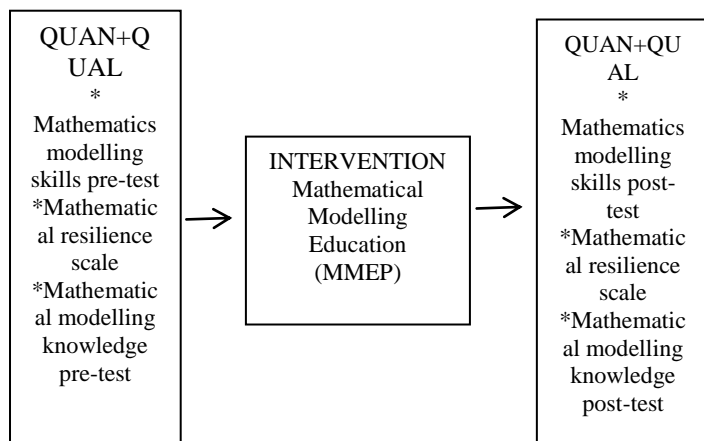 QUAN+Q
UAL
*
Mathematics
modelling
skills pre-test
*Mathematic
al resilience
scale
*Mathematic
al modelling
knowledge
pre-test
INTERVENTION
Mathematical
Modelling
Education
(MMEP)
QUAN+QU
AL
*
Mathematics
modelling
skills post-
test
*Mathematic
al resilience
scale
*Mathematic
al modelling
knowledge
post-test